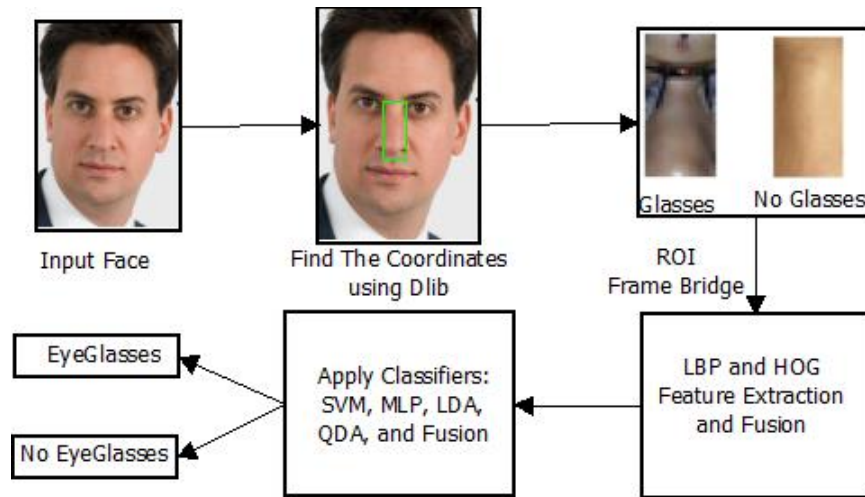 Glasses
No Glasses
Input Face
Find The Coordinates
using Dlib
ROI
Frame Bridge
LBP and HOG
Feature Extraction
and Fusion
Apply Classifiers:
SVM, MLP, LDA,
QDA, and Fusion
EyeGlasses
No EyeGlasses